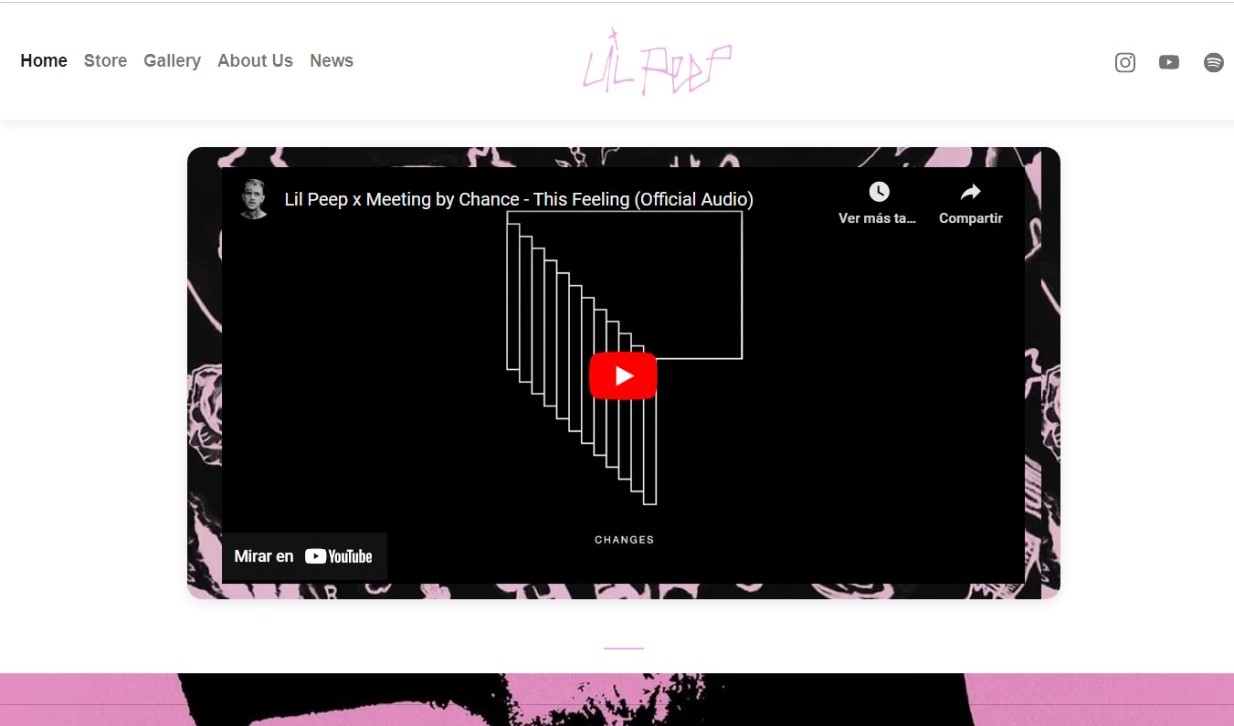 Home Store Gallery About Us News
LiL PEEP
Lil Peep x Meeting by Chance - This Feeling (Official Audio)
Ver más ta...
Compartir
CHANGES
Mirar en YouTube